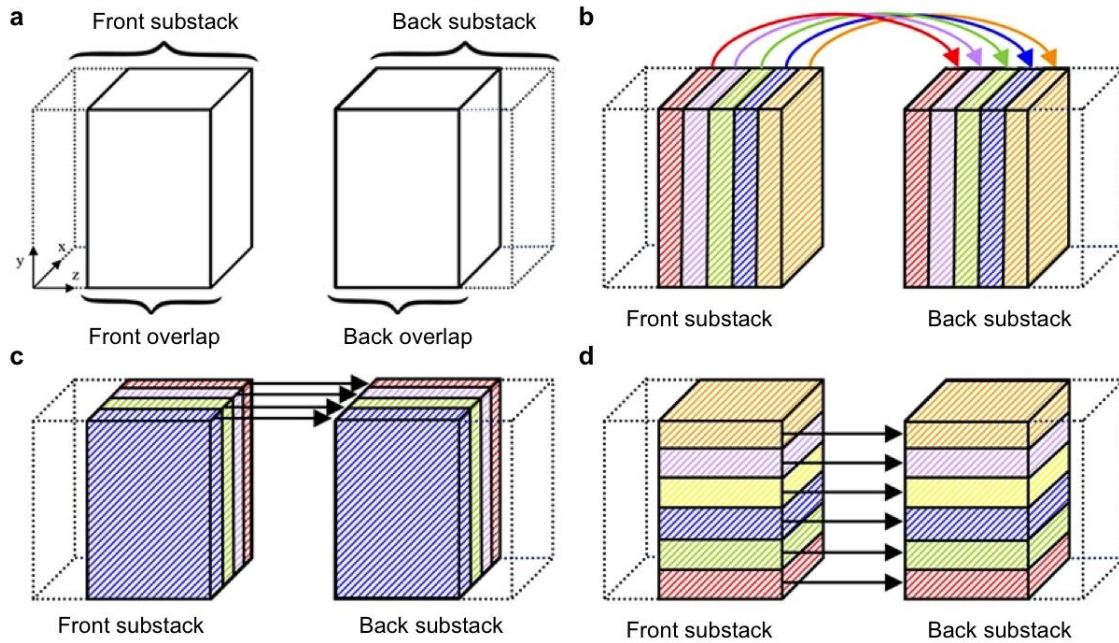 a
Front substack
Back substack
y
x
z
Front overlap
Back overlap
b
Front substack
Back substack
c
Front substack
Back substack
d
Front substack
Back substack